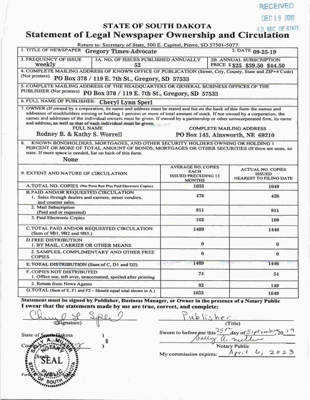 RECEIVED
DEC 19 2019
STATE OF SOUTH DAKOTA
Statement of Legal Newspaper Ownership and Circulation
Return to: Secretary of State, 500 E. Capitol, Pierre, SD 57501-5077
1. TITLE OF NEWSPAPER Gregory Times-Advocate 2. DATE 09-25-19
3. FREQUENCY OF ISSUE weekly
3A. NO. OF ISSUES PUBLISHED ANNUALLY 52
3B. ANNUAL SUBSCRIPTION PRICE $ $25 $39.50 $44.50
4. COMPLETE MAILING ADDRESS OF KNOWN OFFICE OF PUBLICATION (Street, City, County, State and ZIP+4 Code)
(Not printers) PO Box 378 / 119 E. 7th St., Gregory, SD 57533
5. COMPLETE MAILING ADDRESS OF THE HEADQUARTERS OR GENERAL BUSINESS OFFICES OF THE
PUBLISHER (Not printers) PO Box 378 / 119 E. 7th St., Gregory, SD 57533
6. FULL NAME OF PUBLISHER: Cheryl Lynn Sperl
7. OWNER (If owned by a corporation, its name and address must be stated and listed on the back of this form the names and
addresses of stockholders owning or holding 1 percent or more of total amount of stock. If not owned by a corporation, the
names and addresses of the individual owners must be given. If owned by a partnership or other unincorporated firm, its name
and address, as well as that of each individual must be given.
FULL NAME COMPLETE MAILING ADDRESS
Rodney B. & Kathy K. Worrell PO Box 145, Ainsworth, NE 69210
8. KNOWN BONDHOLDERS, MORTGAGES, AND OTHER SECURITY HOLDERS OWNING OR HOLDING 1
PERCENT OR MORE OF TOTAL AMOUNT OF BONDS, MORTGAGES OR OTHER SECURITIES (If there are none, so
state. If more space is needed, list on back of this form.
None
9. EXTENT AND NATURE OF CIRCULATION
AVERAGE NO. COPIES EACH ISSUED PRECEDING 12 MONTHS
ACTUAL NO. COPIES ISSUED NEAREST TO FILING DATE
A. TOTAL NO. COPIES (Net Press Run Plus Paid Electronic Copies) 1655 1649
B. PAID AND/OR REQUESTED CIRCULATION
1. Sales through dealers and carriers, street vendors, and counter sales. 476 426
2. Mail Subscription (Paid and or requested) 911 911
3. Paid Electronic Copies 102 109
C. TOTAL PAID AND/OR REQUESTED CIRCULATION (Sum of 9B1, 9B2 and 9B3.) 1489 1446
D. FREE DISTRIBUTION
1. BY MAIL, CARRIER OR OTHER MEANS 0 0
2. SAMPLES, COMPLIMENTARY AND OTHER FREE COPIES 0 0
E. TOTAL DISTRIBUTION (Sum of C, D1 and D2) 1489 1446
F. COPIES NOT DISTRIBUTED
1. Office use, left over, unaccounted, spoiled after printing 74 54
2. Return from News Agents 92 149
G. TOTAL (Sum of E, F1 and F2 – Should equal total shown in A.) 1655 1649
Statement must be signed by Publisher, Business Manager, or Owner in the presence of a Notary Public
I swear that the statements made by me are true, correct, and complete:
Cheryl L Sperl Publisher
(Signature) (Title)
State of South Dakota
Sworn to before me this 25th day of September, 19
County
Notary Public
My commission expires: April 6, 2023
NOTARY
SEAL
PUBLIC
SOUTH DAKOTA